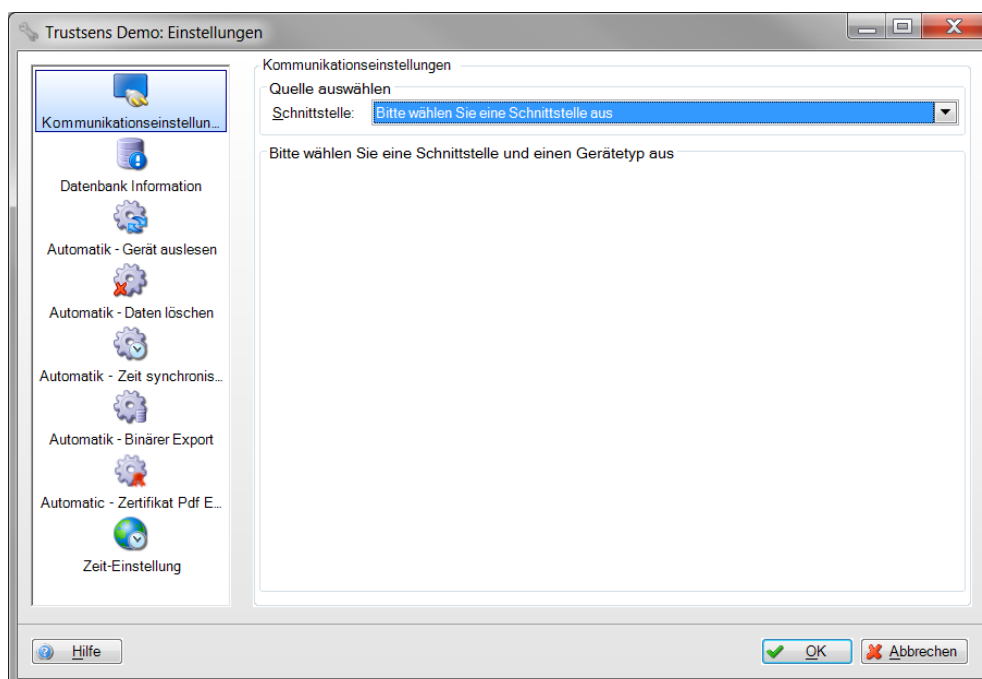 Trustsens Demo: Einstellungen
Kommunikationseinstellun...
Datenbank Information
Automatik - Gerät auslesen
Automatik - Daten löschen
Automatik - Zeit synchronis...
Automatik - Binärer Export
Automatic - Zertifikat Pdf E...
Zeit-Einstellung
Kommunikationseinstellungen
Quelle auswählen
Schnittstelle: Bitte wählen Sie eine Schnittstelle aus
Bitte wählen Sie eine Schnittstelle und einen Gerätetyp aus
Hilfe
OK
Abbrechen